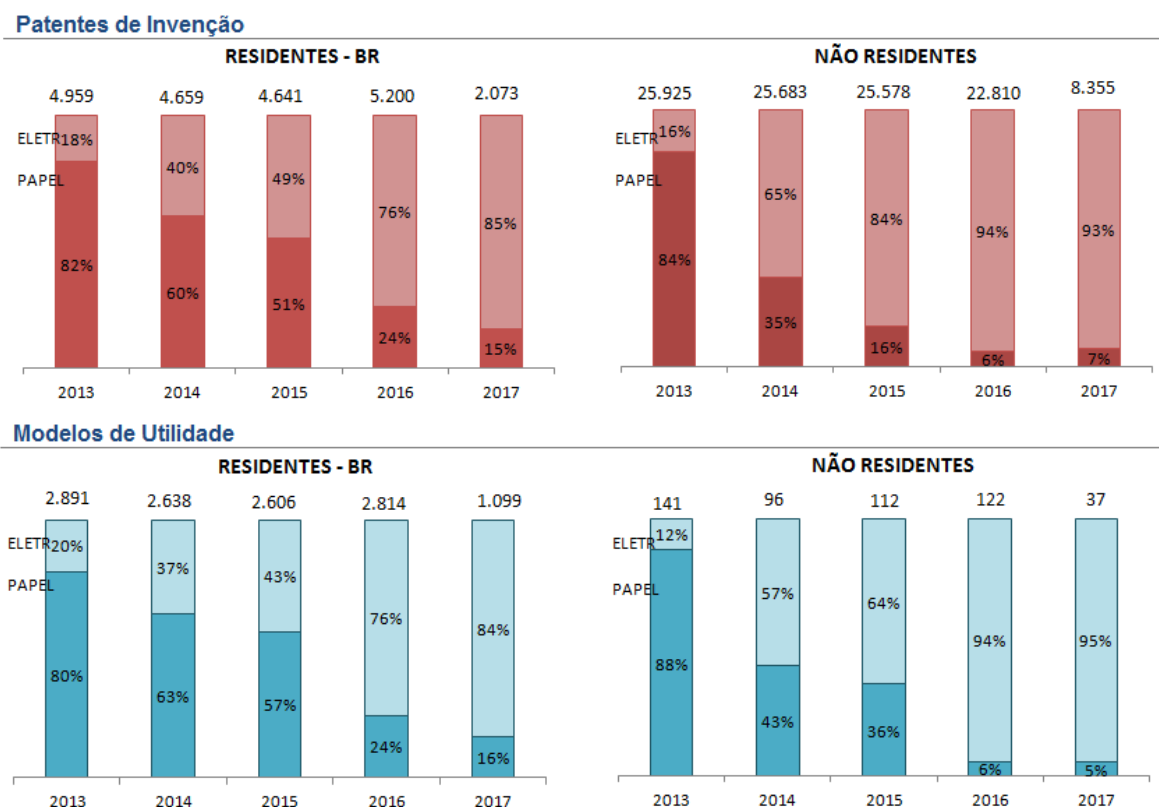 Patentes de Invenção
RESIDENTES - BR
4.959 4.659 4.641 5.200 2.073
ELETR 18% 40% 49% 76% 85%
PAPEL 82% 60% 51% 24% 15%
2013 2014 2015 2016 2017
NÃO RESIDENTES
25.925 25.683 25.578 22.810 8.355
ELETR 16% 65% 84% 94% 93%
PAPEL 84% 35% 16% 6% 7%
2013 2014 2015 2016 2017
Modelos de Utilidade
RESIDENTES - BR
2.891 2.638 2.606 2.814 1.099
ELETR 20% 37% 43% 76% 84%
PAPEL 80% 63% 57% 24% 16%
2013 2014 2015 2016 2017
NÃO RESIDENTES
141 96 112 122 37
ELETR 12% 57% 64% 94% 95%
PAPEL 88% 43% 36% 6% 5%
2013 2014 2015 2016 2017